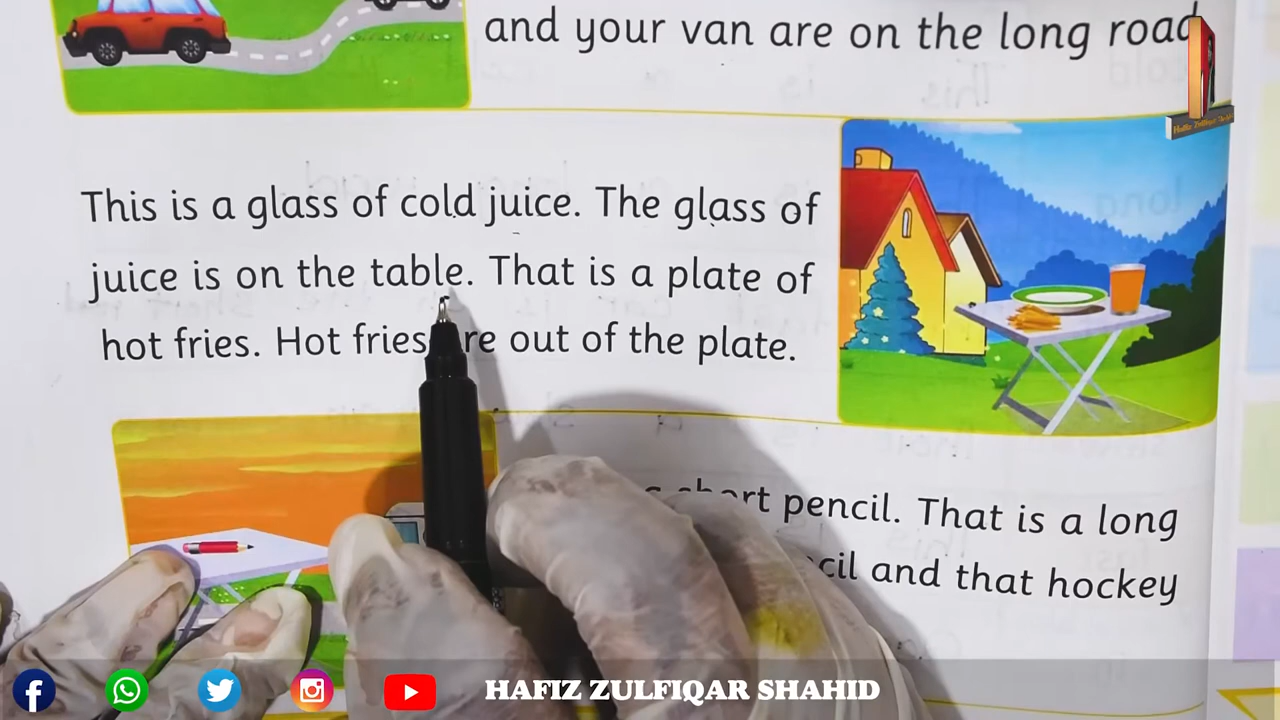 and your van are on the long road
This is a glass of cold juice. The glass of
juice is on the table. That is a plate of
hot fries. Hot fries are out of the plate.
short pencil. That is a long
and that hockey
HAFIZ ZULFIQAR SHAHID